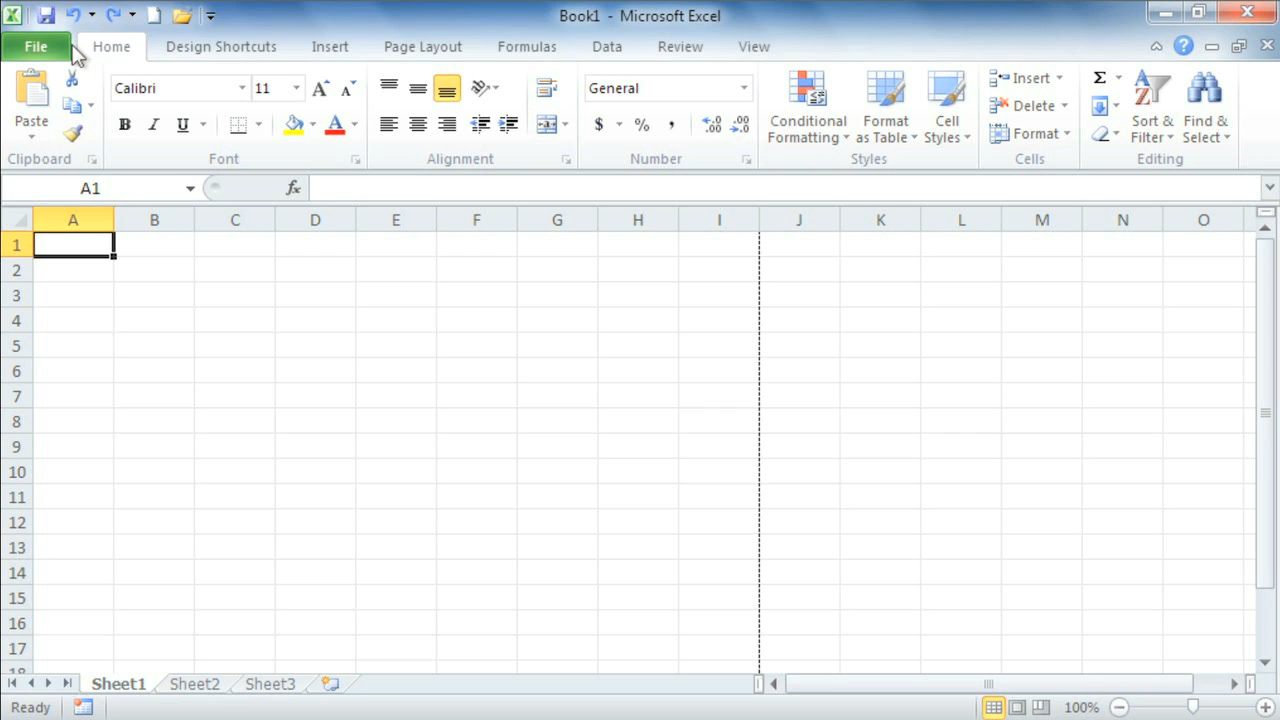 Book1 - Microsoft Excel
File Home Design Shortcuts Insert Page Layout Formulas Data Review View
Paste
Calibri 11
B I U A
General
$ % ,
Conditional Formatting
Format as Table
Cell Styles
Insert
Delete
Format
Σ
Sort & Filter
Find & Select
Clipboard Font Alignment Number Styles Cells Editing
A1 fx
A B C D E F G H I J K L M N O
1
2
3
4
5
6
7
8
9
10
11
12
13
14
15
16
17
18
Sheet1 Sheet2 Sheet3
Ready 100%